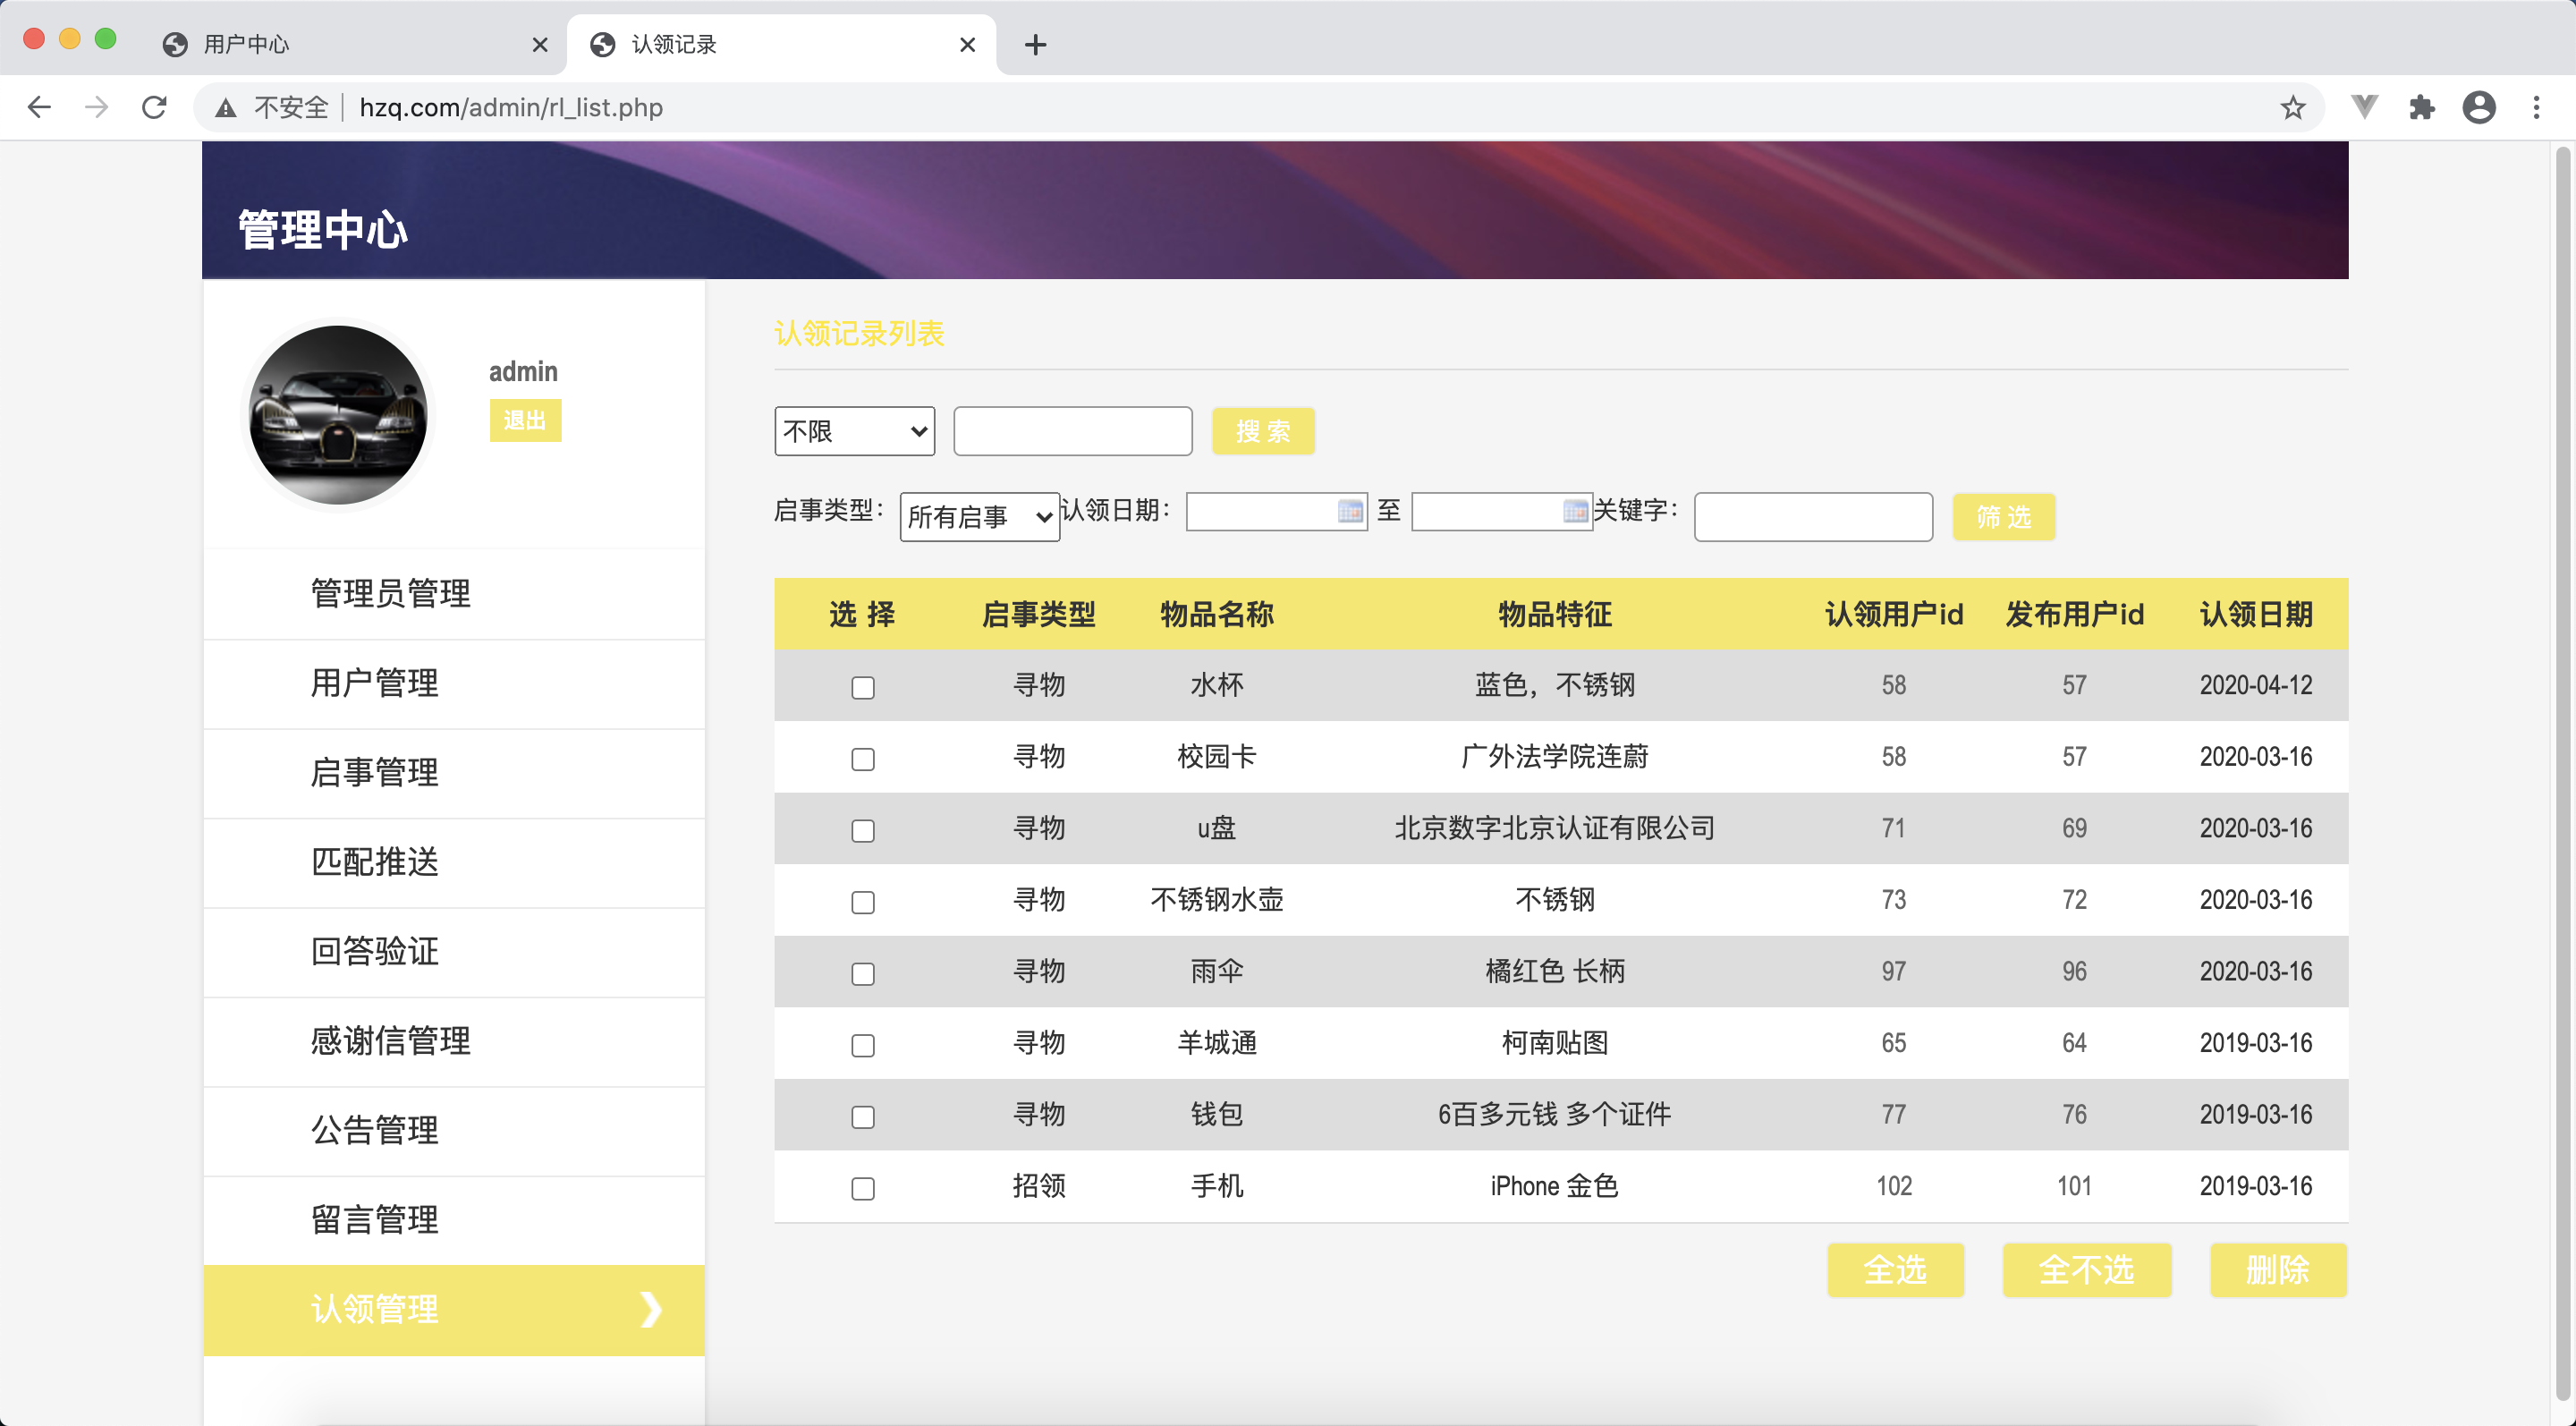 用户中心
认领记录
不安全 hzq.com/admin/rl_list.php
管理中心
admin
退出
管理员管理
用户管理
启事管理
匹配推送
回答验证
感谢信管理
公告管理
留言管理
认领管理
认领记录列表
不限 搜 索
启事类型： 所有启事 认领日期： 至 关键字： 筛 选
选 择 启事类型 物品名称 物品特征 认领用户id 发布用户id 认领日期
寻物 水杯 蓝色，不锈钢 58 57 2020-04-12
寻物 校园卡 广外法学院连蔚 58 57 2020-03-16
寻物 u盘 北京数字北京认证有限公司 71 69 2020-03-16
寻物 不锈钢水壶 不锈钢 73 72 2020-03-16
寻物 雨伞 橘红色 长柄 97 96 2020-03-16
寻物 羊城通 柯南贴图 65 64 2019-03-16
寻物 钱包 6百多元钱 多个证件 77 76 2019-03-16
招领 手机 iPhone 金色 102 101 2019-03-16
全选 全不选 删除